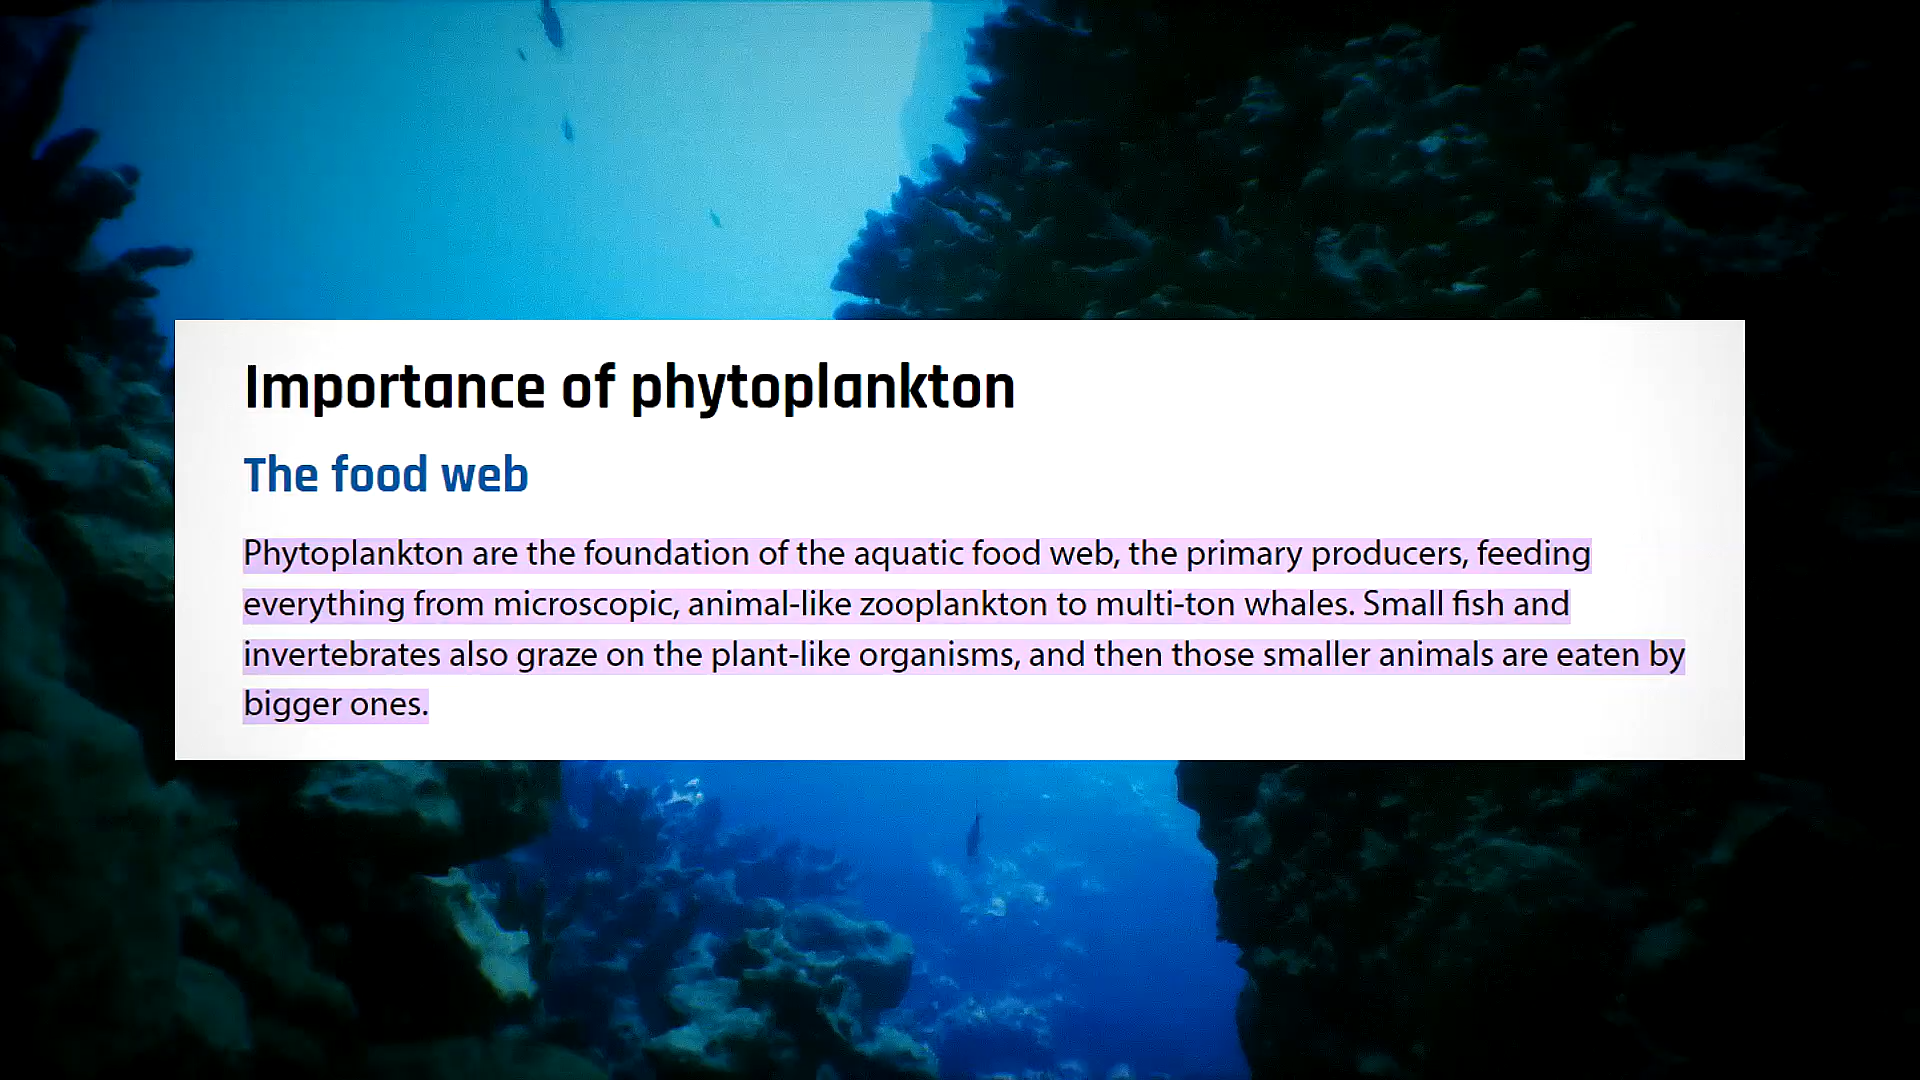 Importance of phytoplankton
The food web
Phytoplankton are the foundation of the aquatic food web, the primary producers, feeding
everything from microscopic, animal-like zooplankton to multi-ton whales. Small fish and
invertebrates also graze on the plant-like organisms, and then those smaller animals are eaten by
bigger ones.